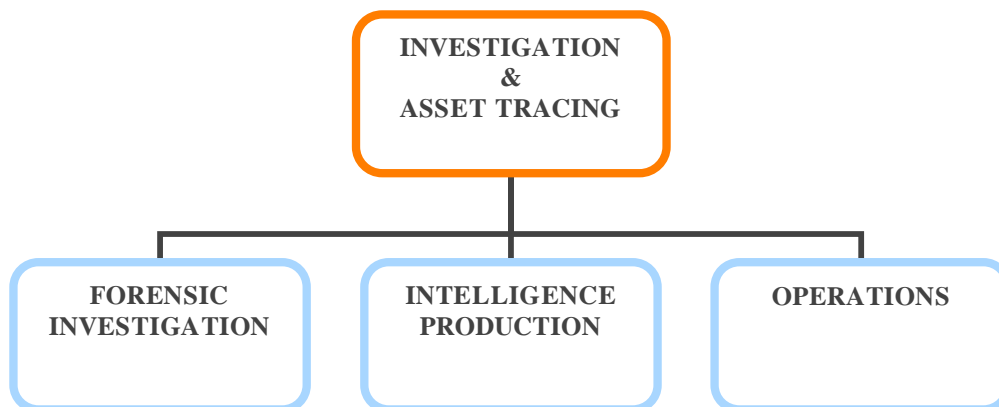 INVESTIGATION
&
ASSET TRACING
FORENSIC
INVESTIGATION
INTELLIGENCE
PRODUCTION
OPERATIONS